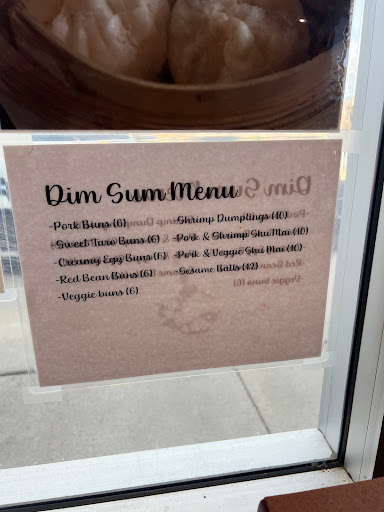 Dim Sum Menu
-Pork Buns (6)
-Sweet Taro Buns (6)
-Creamy Egg Buns (6)
-Red Bean Buns (6)
-Veggie buns (6)
-Shrimp Dumplings (10)
-Pork & Shrimp Shu Mai (10)
-Pork & Veggie Shu Mai (10)
-Sesame Balls (12)